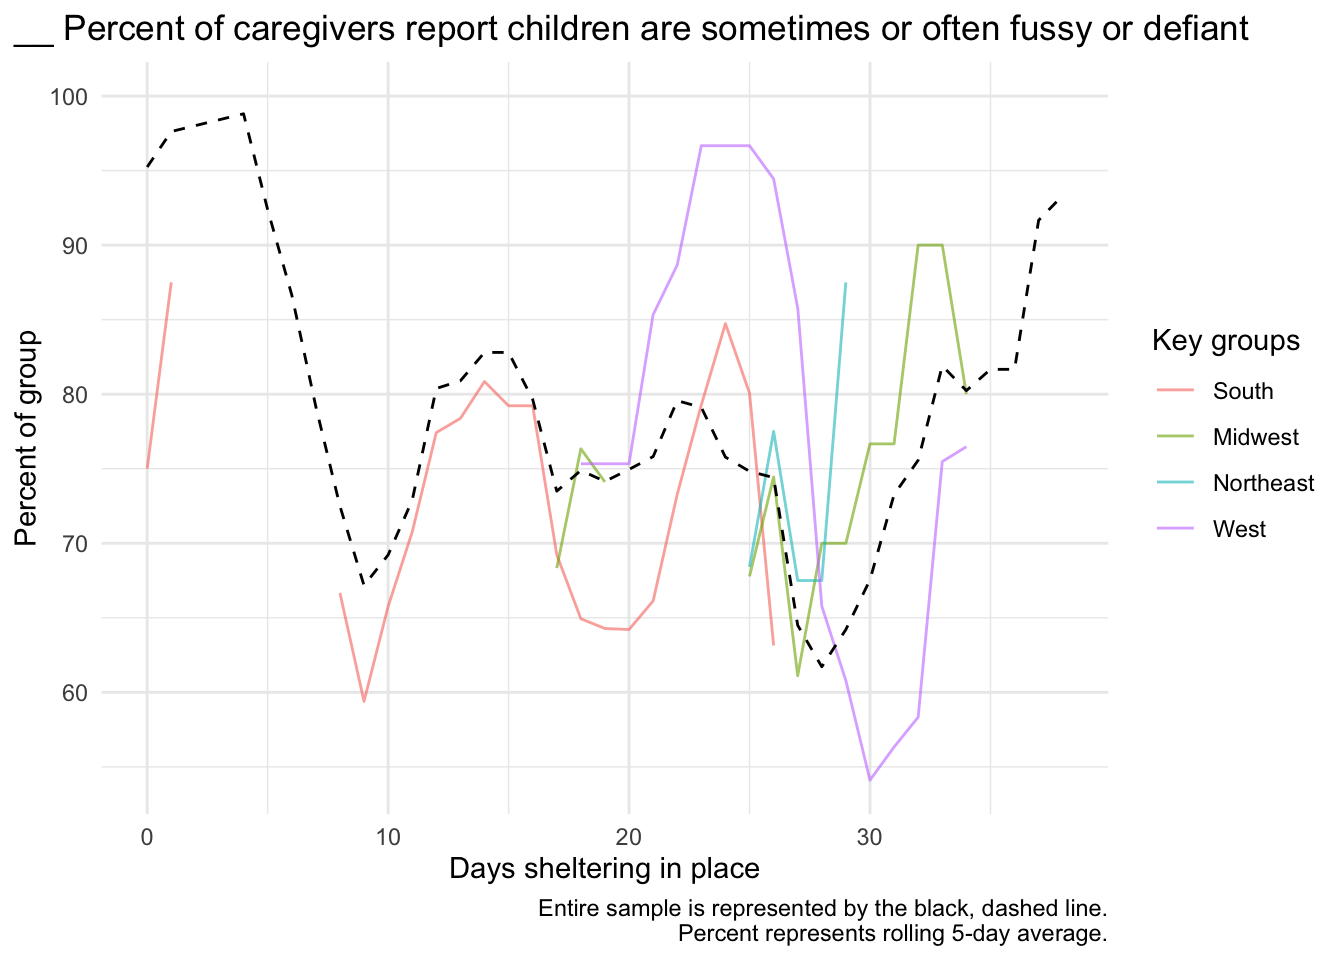 __ Percent of caregivers report children are sometimes or often fussy or defiant
100
90
80
70
60
Percent of group
0 10 20 30
Days sheltering in place
Key groups
South
Midwest
Northeast
West
Entire sample is represented by the black, dashed line.
Percent represents rolling 5-day average.